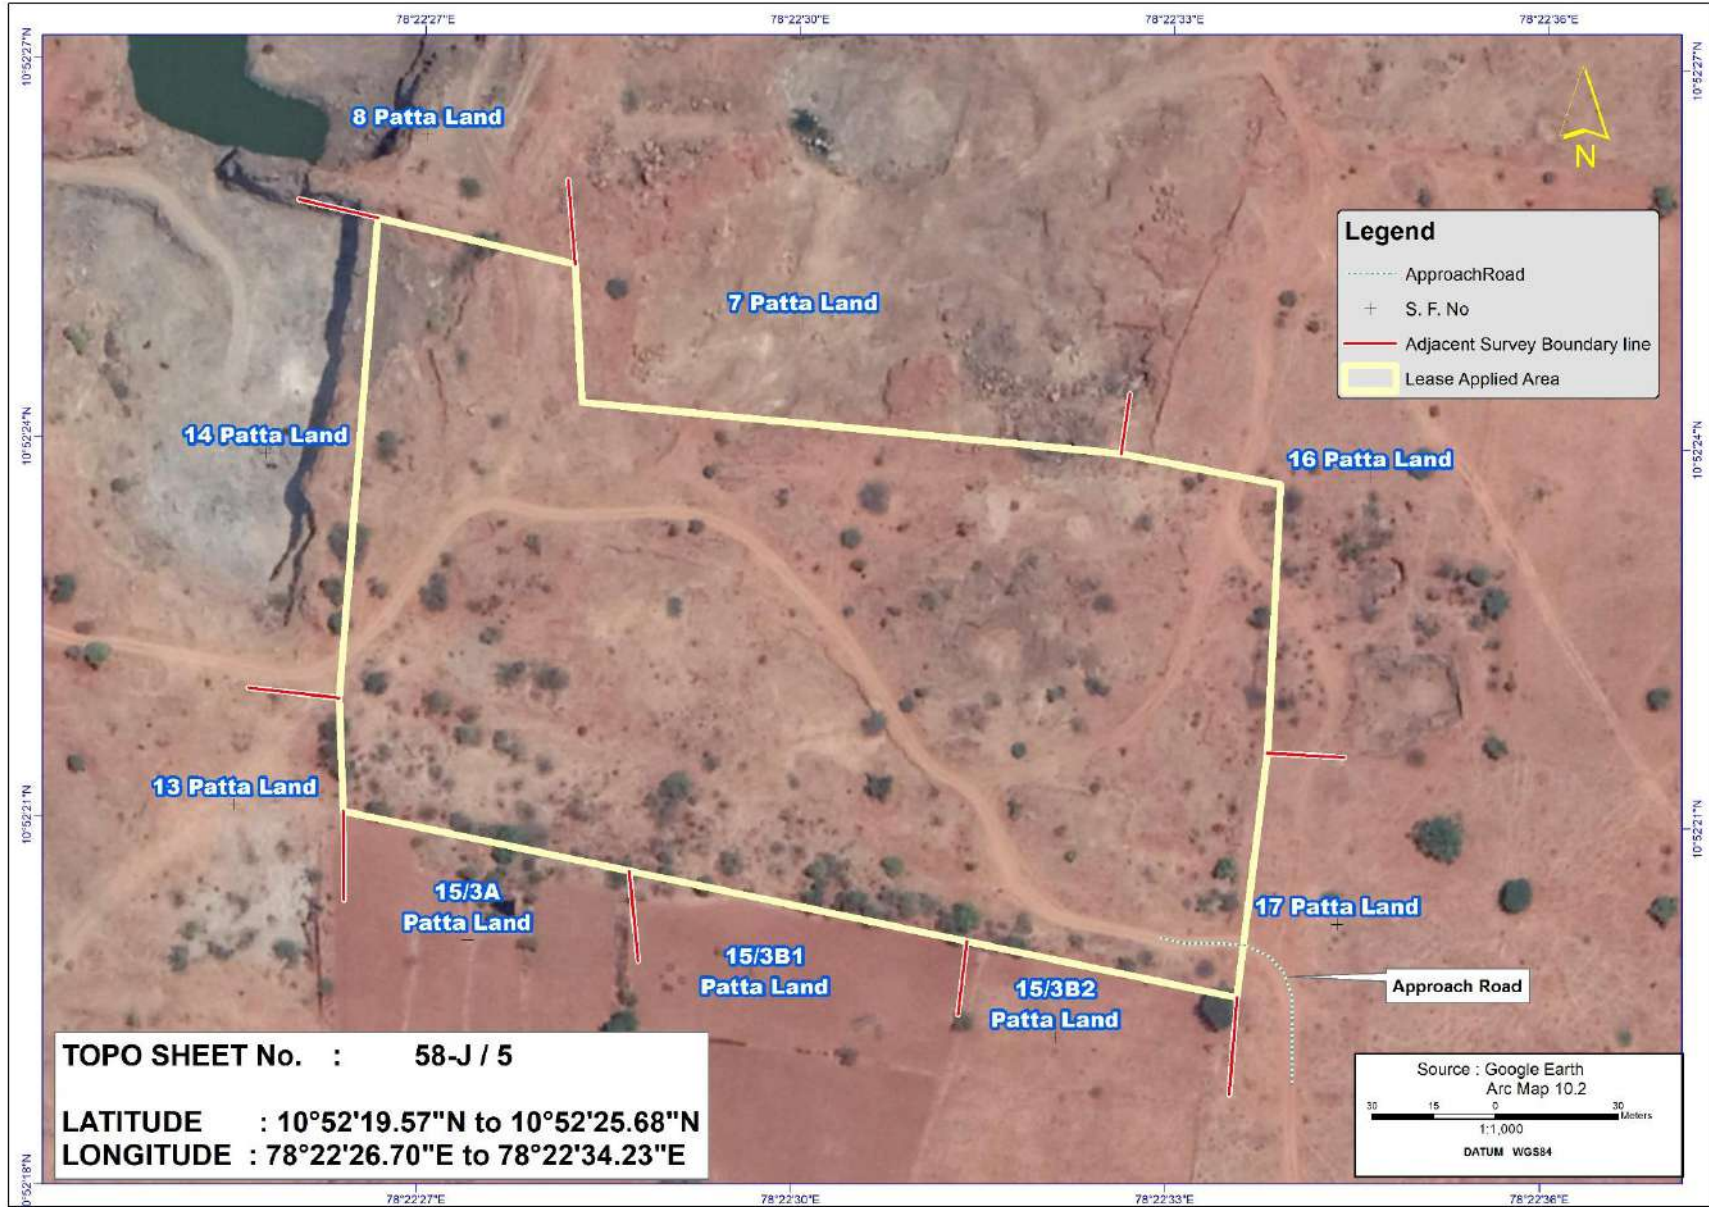 78°22'27"E 78°22'30"E 78°22'33"E 78°22'36"E
10°52'27"N
10°52'27"N
8 Patta Land
N
Legend
ApproachRoad
S. F. No
Adjacent Survey Boundary line
Lease Applied Area
7 Patta Land
14 Patta Land
10°52'24"N
10°52'24"N
16 Patta Land
13 Patta Land
10°52'21"N
10°52'21"N
15/3A
Patta Land
17 Patta Land
15/3B1
Patta Land
15/3B2
Patta Land
Approach Road
TOPO SHEET No. : 58-J / 5
LATITUDE : 10°52'19.57"N to 10°52'25.68"N
LONGITUDE : 78°22'26.70"E to 78°22'34.23"E
Source : Google Earth
Arc Map 10.2
30 15 0 30
Meters
1:1,000
DATUM WGS84
10°52'18"N
78°22'27"E 78°22'30"E 78°22'33"E 78°22'36"E